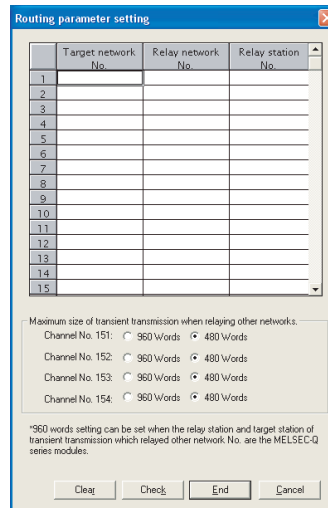 Routing parameter setting
Target network No. Relay network No. Relay station No.
1
2
3
4
5
6
7
8
9
10
11
12
13
14
15
Maximum size of transient transmission when relaying other networks.
Channel No. 151: 960 Words 480 Words
Channel No. 152: 960 Words 480 Words
Channel No. 153: 960 Words 480 Words
Channel No. 154: 960 Words 480 Words
*960 words setting can be set when the relay station and target station of
transient transmission which relayed other network No. are the MELSEC-Q
series modules.
Clear Check End Cancel